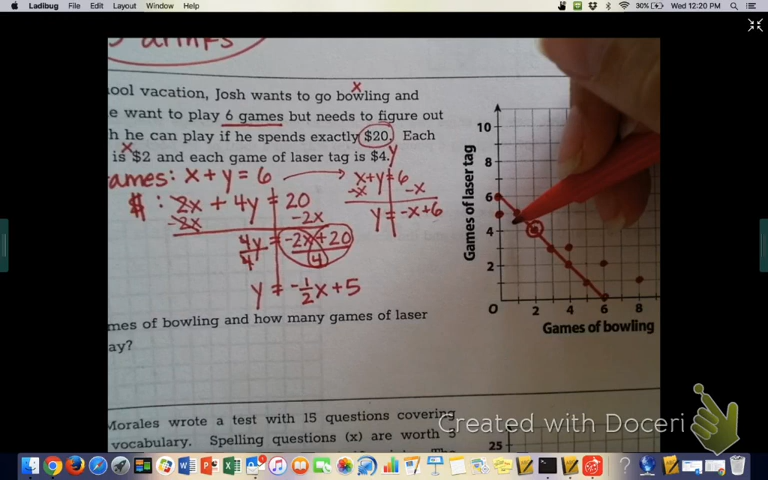 Ladibug File Edit Layout Window Help 30% Wed 12:20 PM
3 drinks
ool vacation, Josh wants to go bowling and
x
e want to play 6 games but needs to figure out
h he can play if he spends exactly $20. Each
is $2 and each game of laser tag is $4.
x y
ames: x + y = 6 x + y = 6
-x -x
$: 2x + 4y = 20 y = -x + 6
-2x -2x
4y = -2x + 20
4 4
y = -1/2x + 5
mes of bowling and how many games of laser
ay?
Games of laser tag
10
8
6
4
2
O 2 4 6 8
Games of bowling
Morales wrote a test with 15 questions covering
vocabulary. Spelling questions (x) are worth 3
25
Created with Doceri